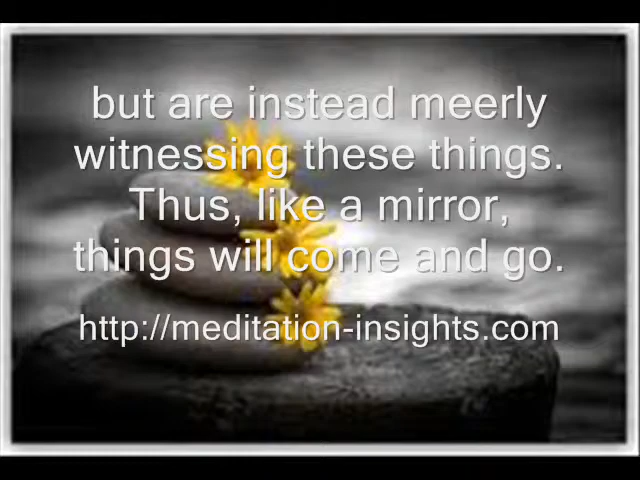 but are instead meerly
witnessing these things.
Thus, like a mirror,
things will come and go.
http://meditation-insights.com